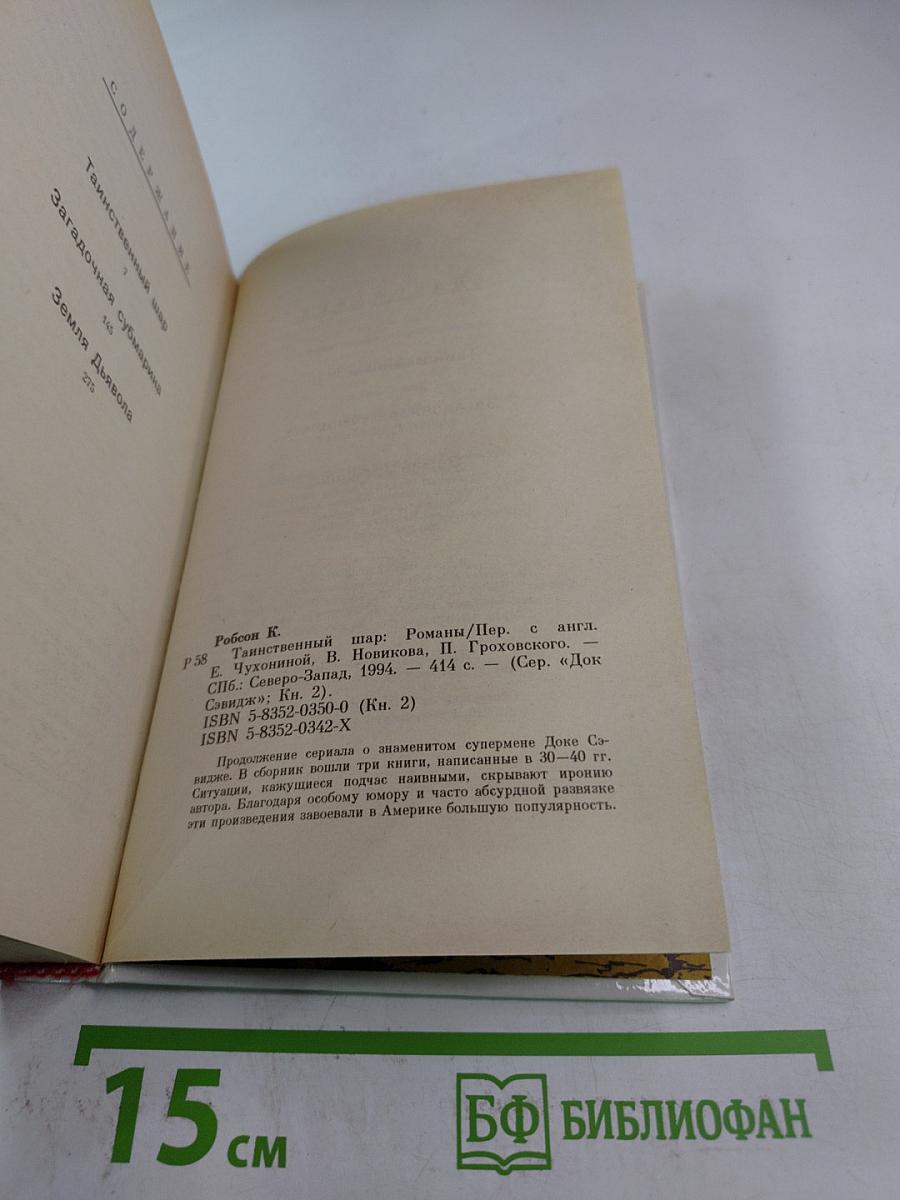 СОДЕРЖАНИЕ
Таинственный шар
7
Загадочная субмарина
145
Земля Дьявола
275
Робсон К.
Р 58 Таинственный шар: Романы/Пер. с англ.
Е. Чухониной, В. Новикова, П. Гроховского. —
СПб.: Северо-Запад, 1994. — 414 с. — (Сер. «Док
Сэвидж»; Кн. 2).
ISBN 5-8352-0350-0 (Кн. 2)
ISBN 5-8352-0342-X
Продолжение сериала о знаменитом супермене Доке Сэ-
видже. В сборник вошли три книги, написанные в 30—40 гг.
Ситуации, кажущиеся подчас наивными, скрывают иронию
автора. Благодаря особому юмору и часто абсурдной развязке
эти произведения завоевали в Америке большую популярность.
15 см
БФ БИБЛИОФАН